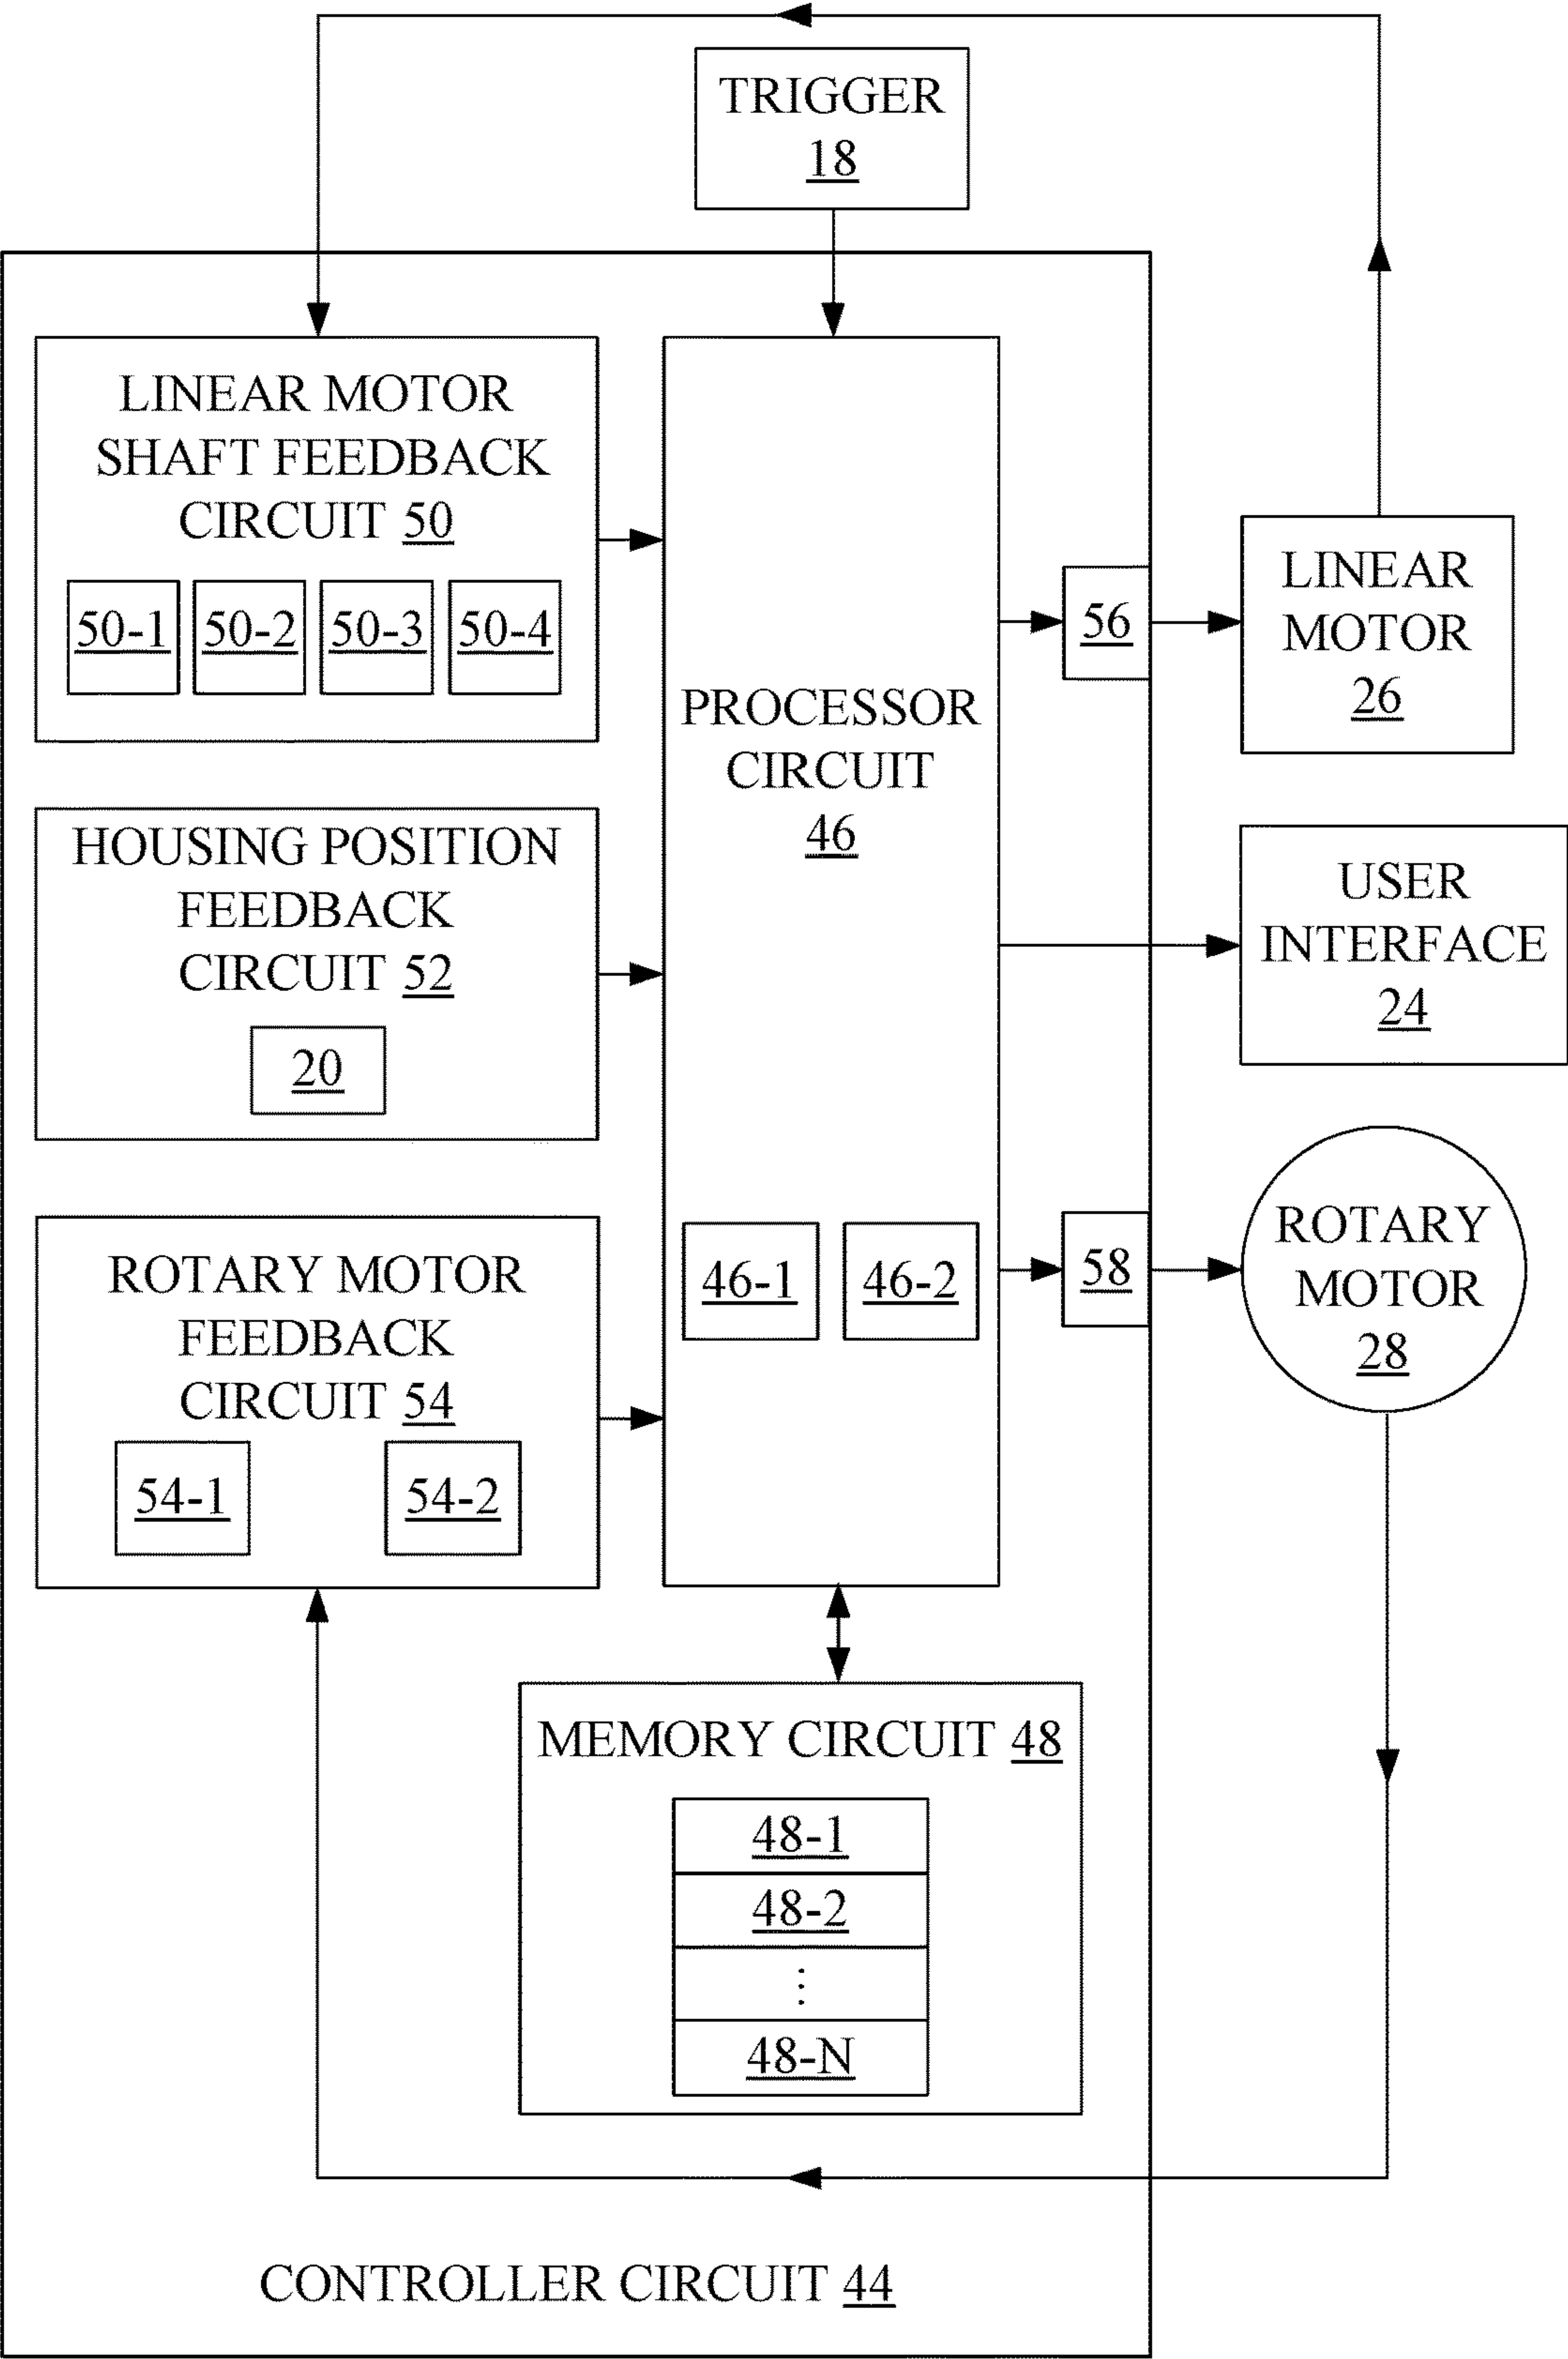 TRIGGER
18
LINEAR MOTOR
SHAFT FEEDBACK
CIRCUIT 50
50-1 50-2 50-3 50-4
PROCESSOR
CIRCUIT
46
46-1 46-2
56
LINEAR
MOTOR
26
HOUSING POSITION
FEEDBACK
CIRCUIT 52
20
USER
INTERFACE
24
ROTARY MOTOR
FEEDBACK
CIRCUIT 54
54-1 54-2
58
ROTARY
MOTOR
28
MEMORY CIRCUIT 48
48-1
48-2
⋮
48-N
CONTROLLER CIRCUIT 44